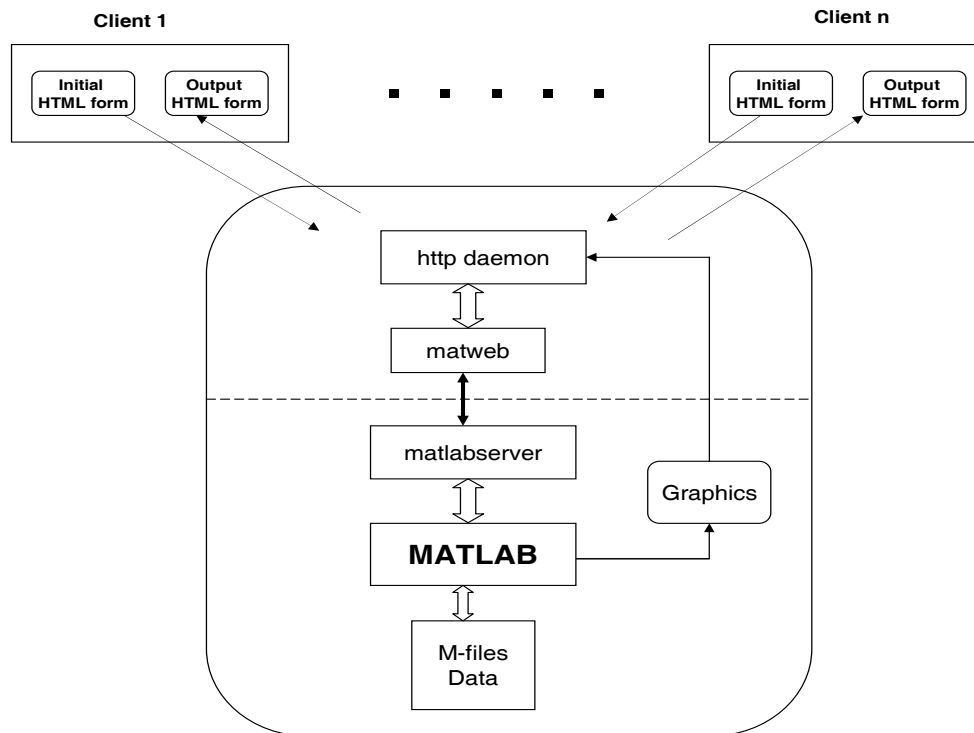 Client 1
Client n
Initial
HTML form
Output
HTML form
Initial
HTML form
Output
HTML form
http daemon
matweb
matlabserver
Graphics
MATLAB
M-files
Data